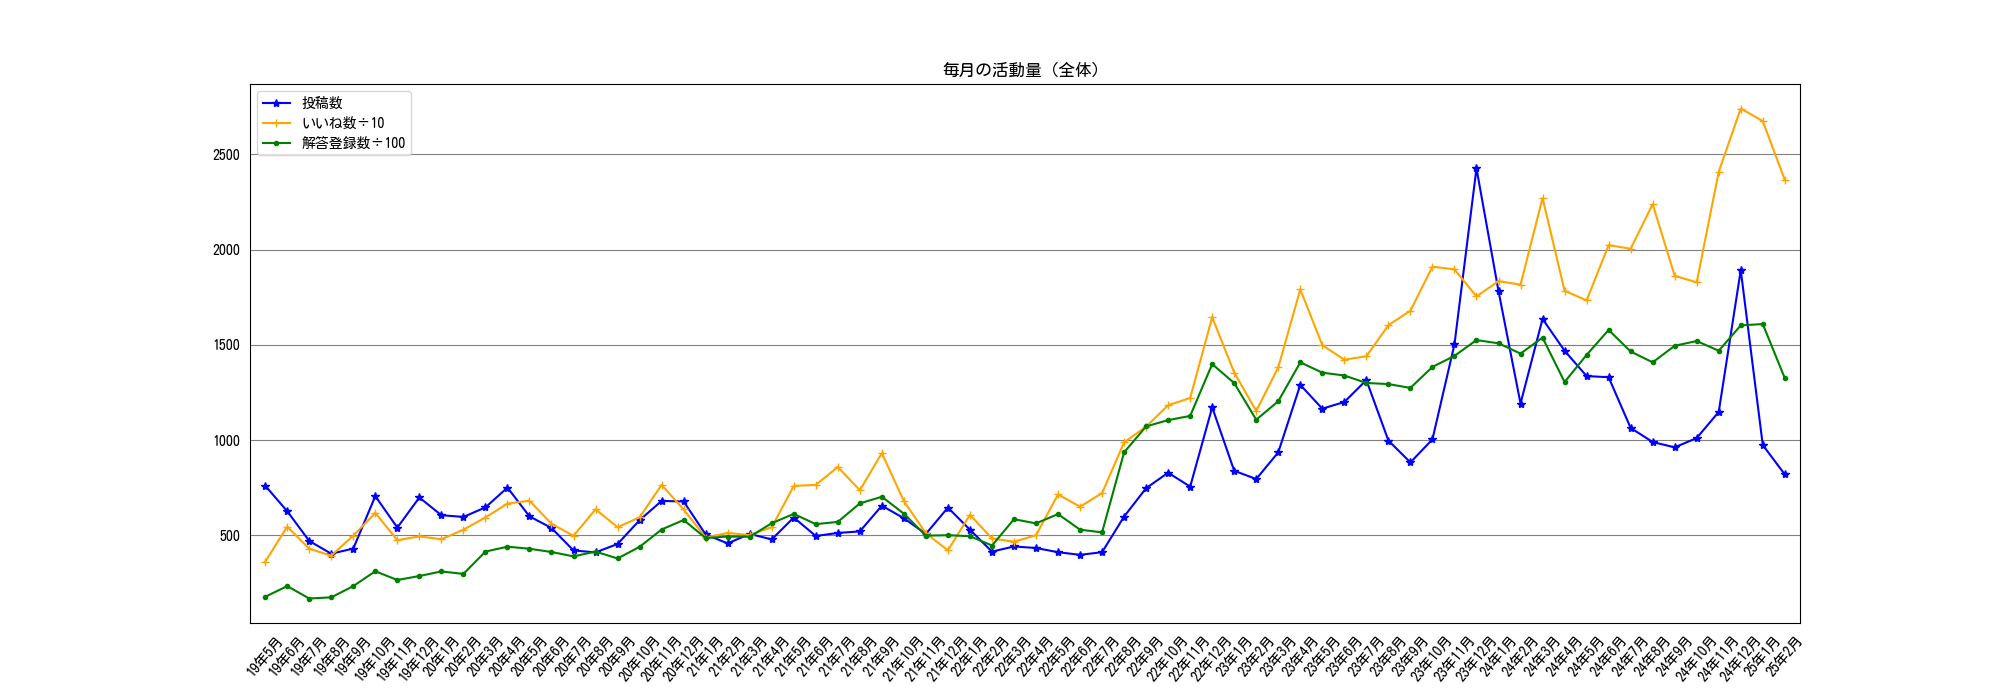 毎月の活動量（全体）
投稿数
いいね数÷10
解答登録数÷100
2500
2000
1500
1000
500
19年5月
19年6月
19年7月
19年8月
19年9月
19年10月
19年11月
19年12月
20年1月
20年2月
20年3月
20年4月
20年5月
20年6月
20年7月
20年8月
20年9月
20年10月
20年11月
20年12月
21年1月
21年2月
21年3月
21年4月
21年5月
21年6月
21年7月
21年8月
21年9月
21年10月
21年11月
21年12月
22年1月
22年2月
22年3月
22年4月
22年5月
22年6月
22年7月
22年8月
22年9月
22年10月
22年11月
22年12月
23年1月
23年2月
23年3月
23年4月
23年5月
23年6月
23年7月
23年8月
23年9月
23年10月
23年11月
23年12月
24年1月
24年2月
24年3月
24年4月
24年5月
24年6月
24年7月
24年8月
24年9月
24年10月
24年11月
24年12月
25年1月
25年2月